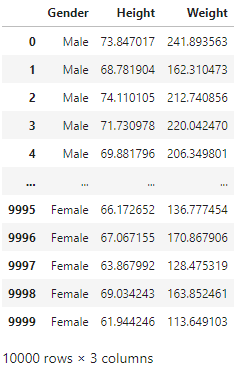 Gender Height Weight
0 Male 73.847017 241.893563
1 Male 68.781904 162.310473
2 Male 74.110105 212.740856
3 Male 71.730978 220.042470
4 Male 69.881796 206.349801
... ... ... ...
9995 Female 66.172652 136.777454
9996 Female 67.067155 170.867906
9997 Female 63.867992 128.475319
9998 Female 69.034243 163.852461
9999 Female 61.944246 113.649103
10000 rows × 3 columns